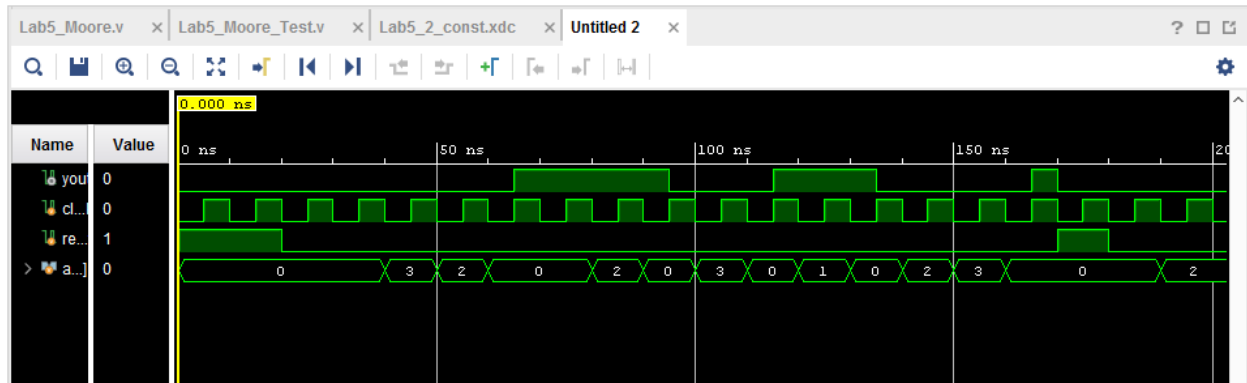 Lab5_Moore.v × Lab5_Moore_Test.v × Lab5_2_const.xdc × Untitled 2 × ?
0.000 ns
Name Value 0 ns 50 ns 100 ns 150 ns 20
yout 0
cl...l 0
re... 1
> a...] 0 0 3 2 0 2 0 3 0 1 0 2 3 0 2